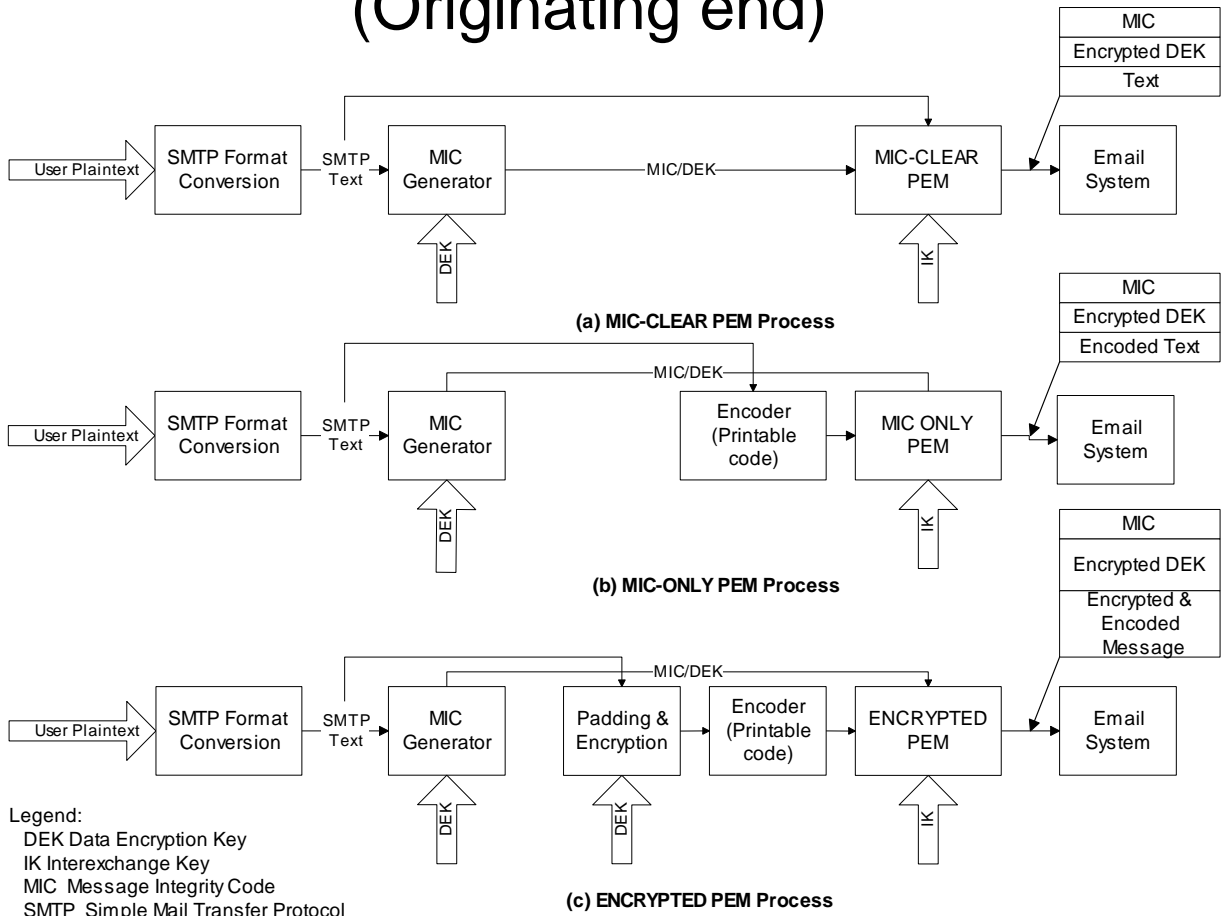 (Originating end)
MIC
Encrypted DEK
Text
User Plaintext
SMTP Format
Conversion
SMTP
Text
MIC
Generator
MIC/DEK
MIC-CLEAR
PEM
Email
System
DEK
IK
(a) MIC-CLEAR PEM Process
MIC
Encrypted DEK
Encoded Text
User Plaintext
SMTP Format
Conversion
SMTP
Text
MIC
Generator
MIC/DEK
Encoder
(Printable
code)
MIC ONLY
PEM
Email
System
DEK
IK
(b) MIC-ONLY PEM Process
MIC
Encrypted DEK
Encrypted &
Encoded
Message
User Plaintext
SMTP Format
Conversion
SMTP
Text
MIC
Generator
MIC/DEK
Padding &
Encryption
Encoder
(Printable
code)
ENCRYPTED
PEM
Email
System
DEK
DEK
IK
(c) ENCRYPTED PEM Process
Legend:
DEK Data Encryption Key
IK Interexchange Key
MIC Message Integrity Code
SMTP Simple Mail Transfer Protocol